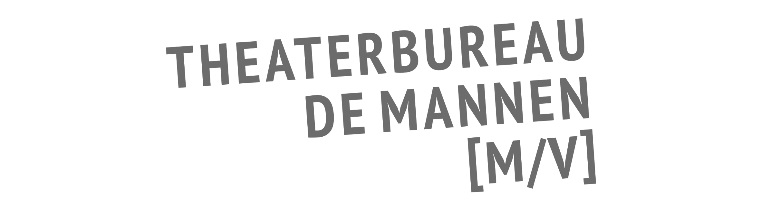 THEATERBUREAU
DE MANNEN
[M/V]